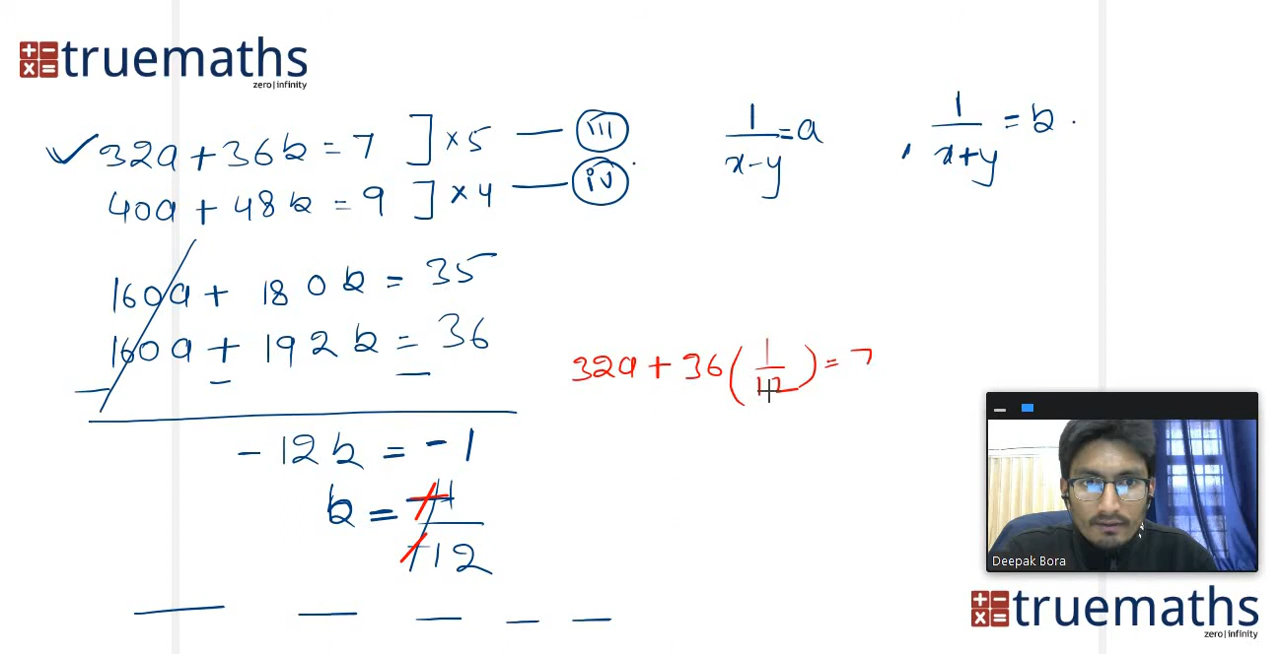 truemaths
zero|infinity
32a + 36b = 7 ] × 5 — (iii)
40a + 48b = 9 ] × 4 — (iv)
1/(x-y) = a , 1/(x+y) = b.
160a + 180b = 35
160a + 192b = 36
-12b = -1
b = -1/-12
32a + 36(1/12) = 7
Deepak Bora
truemaths
zero|infinity